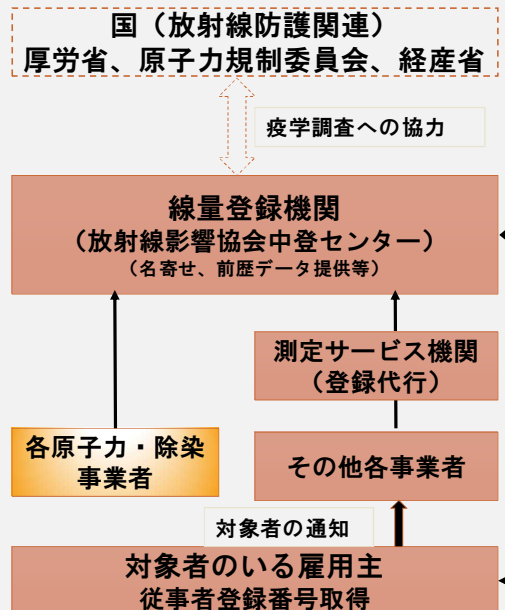 国（放射線防護関連）
厚労省、原子力規制委員会、経産省
疫学調査への協力
線量登録機関
（放射線影響協会中登センター）
（名寄せ、前歴データ提供等）
測定サービス機関
（登録代行）
各原子力・除染
事業者
その他各事業者
対象者の通知
対象者のいる雇用主
従事者登録番号取得